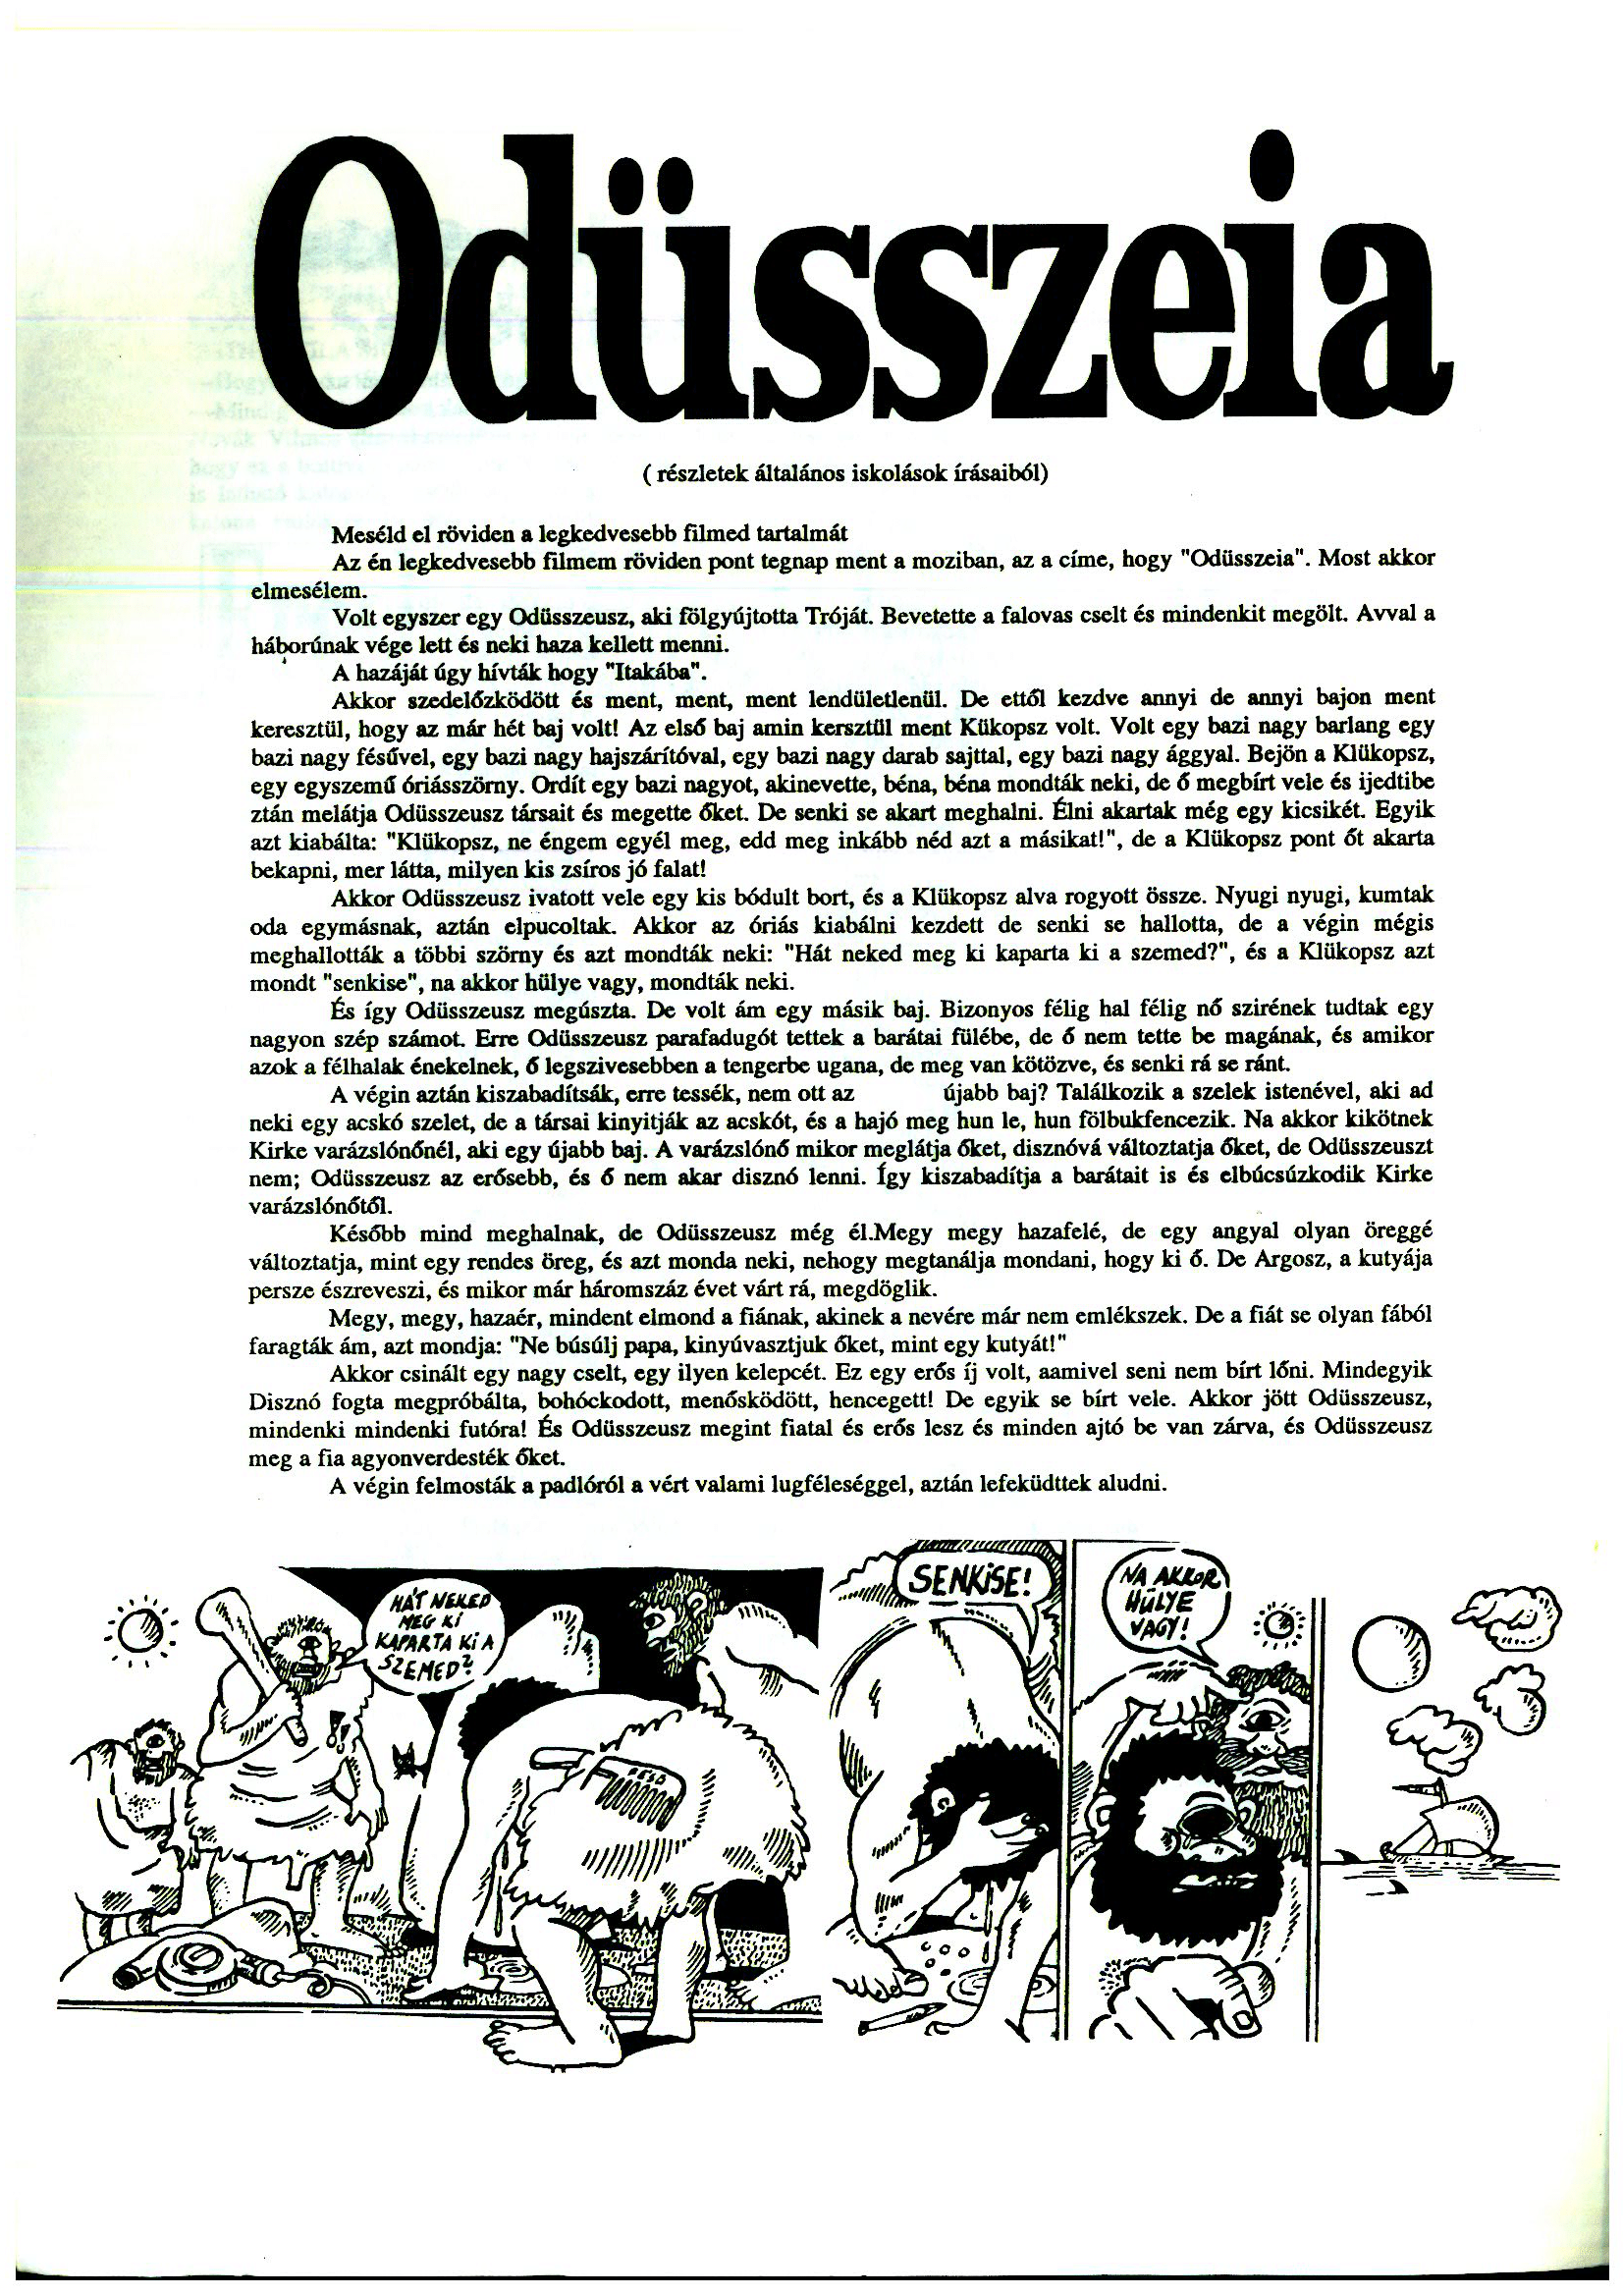 Odüsszeia
( részletek általános iskolások írásaiból)
Meséld el röviden a legkedvesebb filmed tartalmát
Az én legkedvesebb filmem röviden pont tegnap ment a moziban, az a címe, hogy "Odüsszeia". Most akkor
elmesélem.
Volt egyszer egy Odüsszeusz, aki fölgyújtotta Tróját. Bevetette a falovas cselt és mindenkit megölt. Avval a
háborúnak vége lett és neki haza kellett menni.
A hazáját úgy hívták hogy "Itakába".
Akkor szedelőzködött és ment, ment, ment lendületlenül. De ettől kezdve annyi de annyi bajon ment
keresztül, hogy az már hét baj volt! Az első baj amin kersztül ment Kükopsz volt. Volt egy bazi nagy barlang egy
bazi nagy fésűvel, egy bazi nagy hajszárítóval, egy bazi nagy darab sajttal, egy bazi nagy ággyal. Bejön a Klükopsz,
egy egyszemű óriásszörny. Ordít egy bazi nagyot, akinevette, béna, béna mondták neki, de ő megbírt vele és ijedtibe
ztán melátja Odüsszeusz társait és megette őket. De senki se akart meghalni. Élni akartak még egy kicsikét. Egyik
azt kiabálta: "Klükopsz, ne éngem egyél meg, edd meg inkább néd azt a másikat!", de a Klükopsz pont őt akarta
bekapni, mer látta, milyen kis zsíros jó falat!
Akkor Odüsszeusz ivatott vele egy kis bódult bort, és a Klükopsz alva rogyott össze. Nyugi nyugi, kumtak
oda egymásnak, aztán elpucoltak. Akkor az óriás kiabálni kezdett de senki se hallotta, de a végin mégis
meghallották a többi szörny és azt mondták neki: "Hát neked meg ki kaparta ki a szemed?", és a Klükopsz azt
mondt "senkise", na akkor hülye vagy, mondták neki.
És így Odüsszeusz megúszta. De volt ám egy másik baj. Bizonyos félig hal félig nő szirének tudtak egy
nagyon szép számot. Erre Odüsszeusz parafadugót tettek a barátai fülébe, de ő nem tette be magának, és amikor
azok a félhalak énekelnek, ő legszivesebben a tengerbe ugana, de meg van kötözve, és senki rá se ránt.
A végin aztán kiszabadítsák, erre tessék, nem ott az újabb baj? Találkozik a szelek istenével, aki ad
neki egy acskó szelet, de a társai kinyitják az acskót, és a hajó meg hun le, hun fölbukfencezik. Na akkor kikötnek
Kirke varázslónőnél, aki egy újabb baj. A varázslónő mikor meglátja őket, disznóvá változtatja őket, de Odüsszeuszt
nem; Odüsszeusz az erősebb, és ő nem akar disznó lenni. Így kiszabadítja a barátait is és elbúcsúzkodik Kirke
varázslónőtől.
Később mind meghalnak, de Odüsszeusz még él.Megy megy hazafelé, de egy angyal olyan öreggé
változtatja, mint egy rendes öreg, és azt monda neki, nehogy megtanálja mondani, hogy ki ő. De Argosz, a kutyája
persze észreveszi, és mikor már háromszáz évet várt rá, megdöglik.
Megy, megy, hazaér, mindent elmond a fiának, akinek a nevére már nem emlékszek. De a fiát se olyan fából
faragták ám, azt mondja: "Ne búsúlj papa, kinyúvasztjuk őket, mint egy kutyát!"
Akkor csinált egy nagy cselt, egy ilyen kelepcét. Ez egy erős íj volt, aamivel seni nem bírt lőni. Mindegyik
Disznó fogta megpróbálta, bohóckodott, menősködött, hencegett! De egyik se bírt vele. Akkor jött Odüsszeusz,
mindenki mindenki futóra! És Odüsszeusz megint fiatal és erős lesz és minden ajtó be van zárva, és Odüsszeusz
meg a fia agyonverdesték őket.
A végin felmosták a padlóról a vért valami lugféleséggel, aztán lefeküdttek aludni.
HÁT NEKED
MEG KI
KAPARTA KI A
SZEMED?
SENKISE!
NA AKKOR
HÜLYE
VAGY!